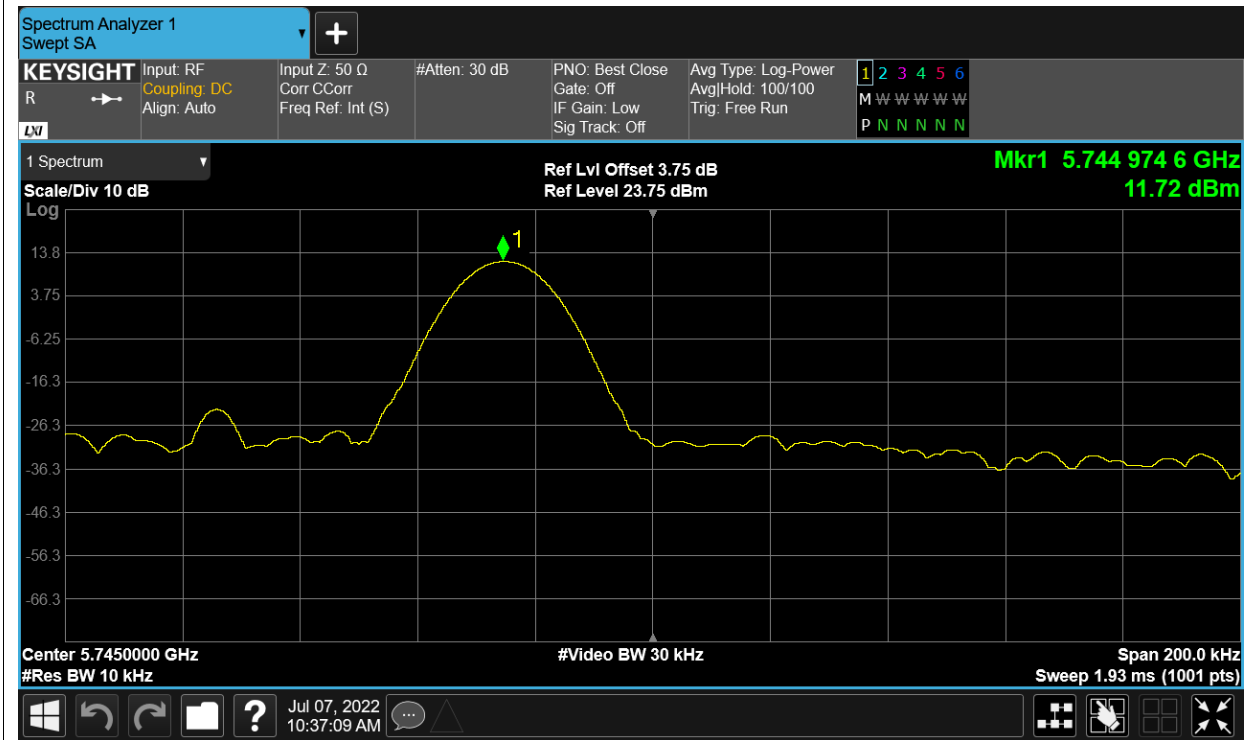 Spectrum Analyzer 1
Swept SA
KEYSIGHT
R
LXI
Input: RF
Coupling: DC
Align: Auto
Input Z: 50 Ω
Corr CCorr
Freq Ref: Int (S)
#Atten: 30 dB
PNO: Best Close
Gate: Off
IF Gain: Low
Sig Track: Off
Avg Type: Log-Power
Avg|Hold: 100/100
Trig: Free Run
1 2 3 4 5 6
M W W W W W
P N N N N N
1 Spectrum
Scale/Div 10 dB
Log
Ref Lvl Offset 3.75 dB
Ref Level 23.75 dBm
Mkr1 5.744 974 6 GHz
11.72 dBm
1
13.8
3.75
-6.25
-16.3
-26.3
-36.3
-46.3
-56.3
-66.3
Center 5.7450000 GHz
#Res BW 10 kHz
#Video BW 30 kHz
Span 200.0 kHz
Sweep 1.93 ms (1001 pts)
?
Jul 07, 2022
10:37:09 AM